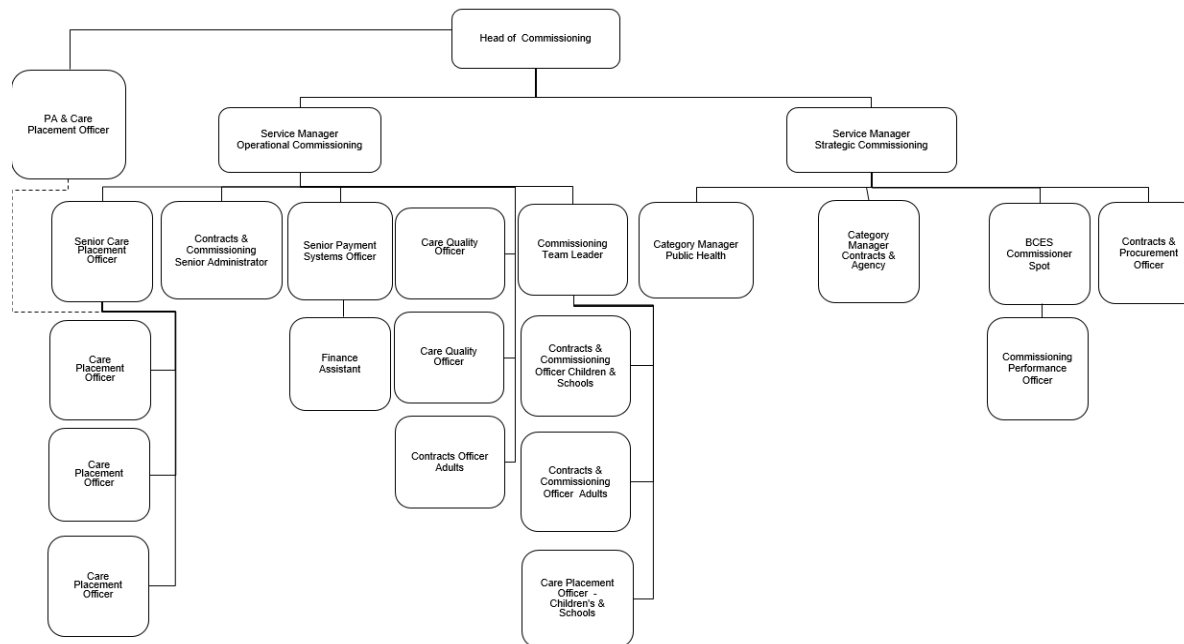 Head of Commissioning
PA & Care
Placement Officer
Service Manager
Operational Commissioning
Service Manager
Strategic Commissioning
Senior Care
Placement
Officer
Contracts &
Commissioning
Senior Administrator
Senior Payment
Systems Officer
Care Quality
Officer
Commissioning
Team Leader
Category Manager
Public Health
Category
Manager
Contracts &
Agency
BCES
Commissioner
Spot
Contracts &
Procurement
Officer
Care
Placement
Officer
Finance
Assistant
Care Quality
Officer
Contracts &
Commissioning
Officer Children &
Schools
Commissioning
Performance
Officer
Care
Placement
Officer
Contracts Officer
Adults
Contracts &
Commissioning
Officer Adults
Care
Placement
Officer
Care Placement
Officer -
Children's &
Schools